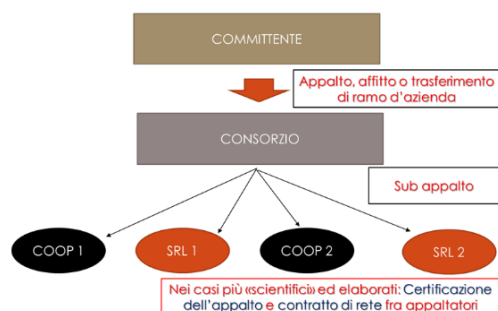 COMMITTENTE
Appalto, affitto o trasferimento
di ramo d'azienda
CONSORZIO
Sub appalto
COOP 1
SRL 1
COOP 2
SRL 2
Nei casi più «scientifici» ed elaborati: Certificazione
dell'appalto e contratto di rete fra appaltatori